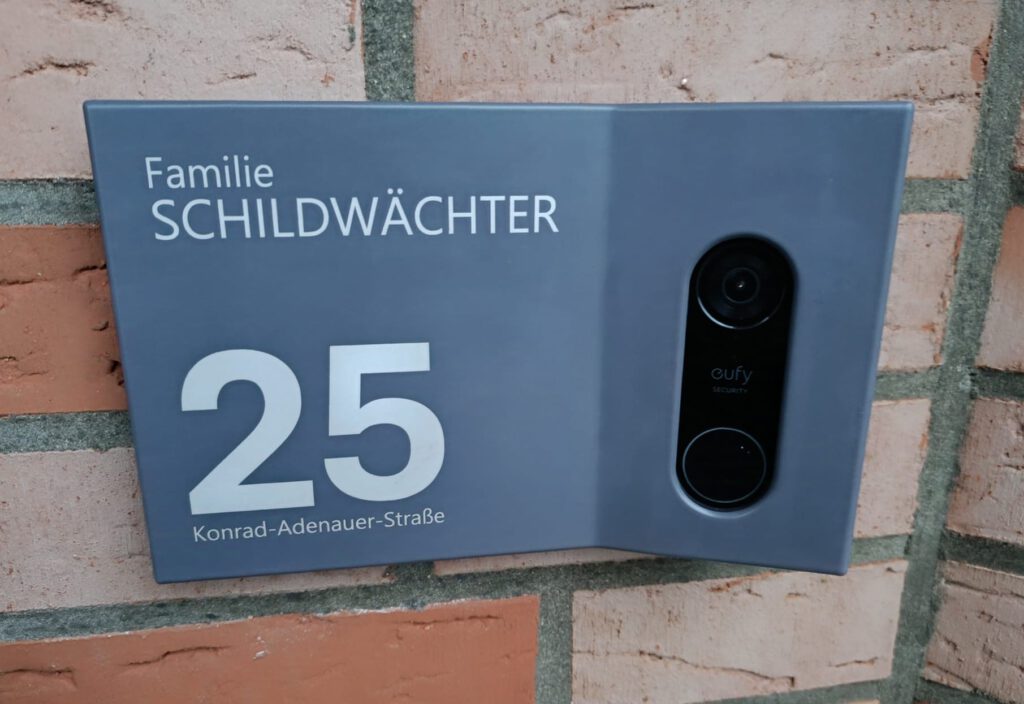 Familie
SCHILDWÄCHTER
25
Konrad-Adenauer-Straße
eufy
SECURITY